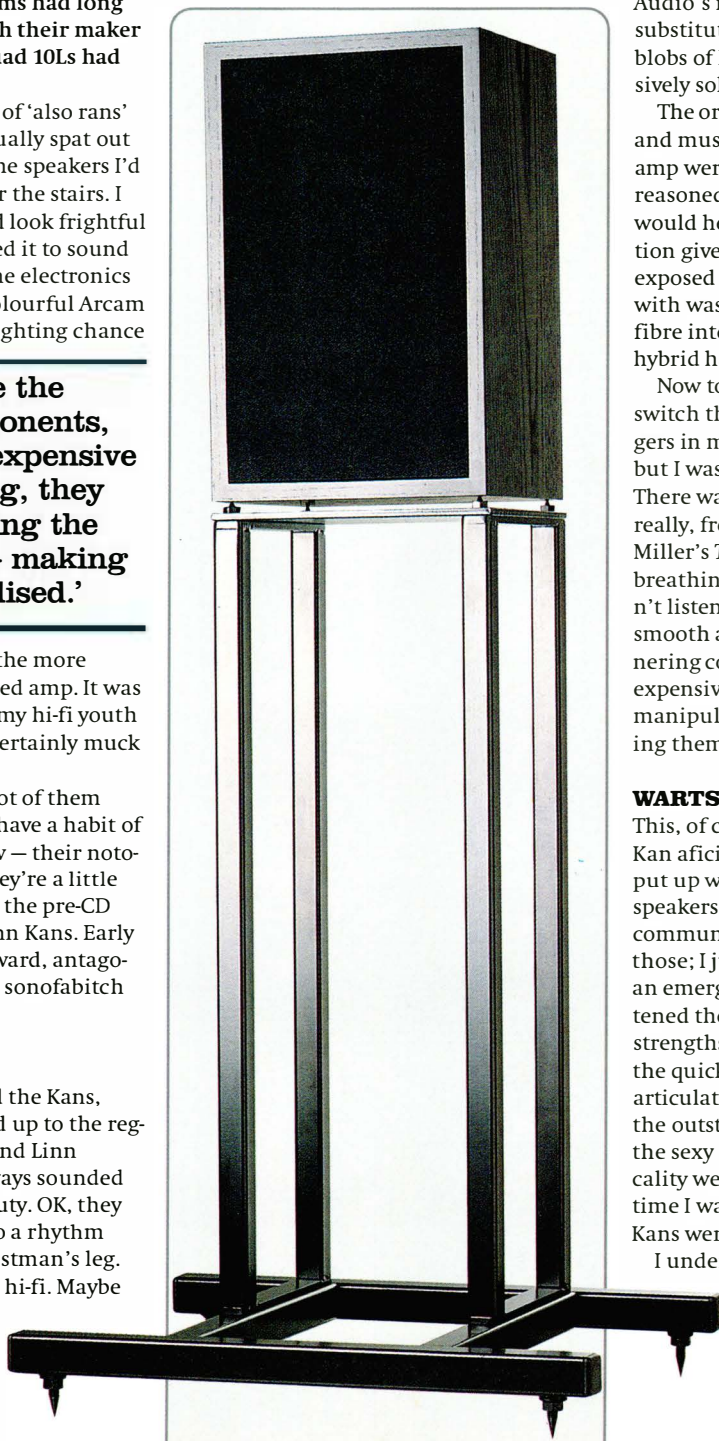 ms had long
h their maker
uad 10Ls had
of ‘also rans’
ually spat out
he speakers I’d
r the stairs. I
d look frightful
ed it to sound
he electronics
olourful Arcam
ighting chance
e the
onents,
expensive
g, they
ing the
making
lised.’
the more
ed amp. It was
my hi-fi youth
certainly muck
ot of them
have a habit of
— their noto-
ey’re a little
the pre-CD
nn Kans. Early
ward, antago-
sonofabitch
d the Kans,
d up to the reg-
nd Linn
ays sounded
uty. OK, they
o a rhythm
stman’s leg.
hi-fi. Maybe
Audio’s
substitut
blobs of
sively sol
The or
and mus
amp wer
reasoned
would he
tion give
exposed
with was
fibre into
hybrid h
Now to
switch th
gers in m
but I was
There wa
really, fro
Miller’s T
breathin
n’t listen
smooth a
nering co
expensiv
manipul
ing them
WARTS
This, of c
Kan afici
put up w
speakers
commun
those; I j
an emerg
tened the
strengths
the quick
articulat
the outst
the sexy
cality we
time I wa
Kans wer
I unde